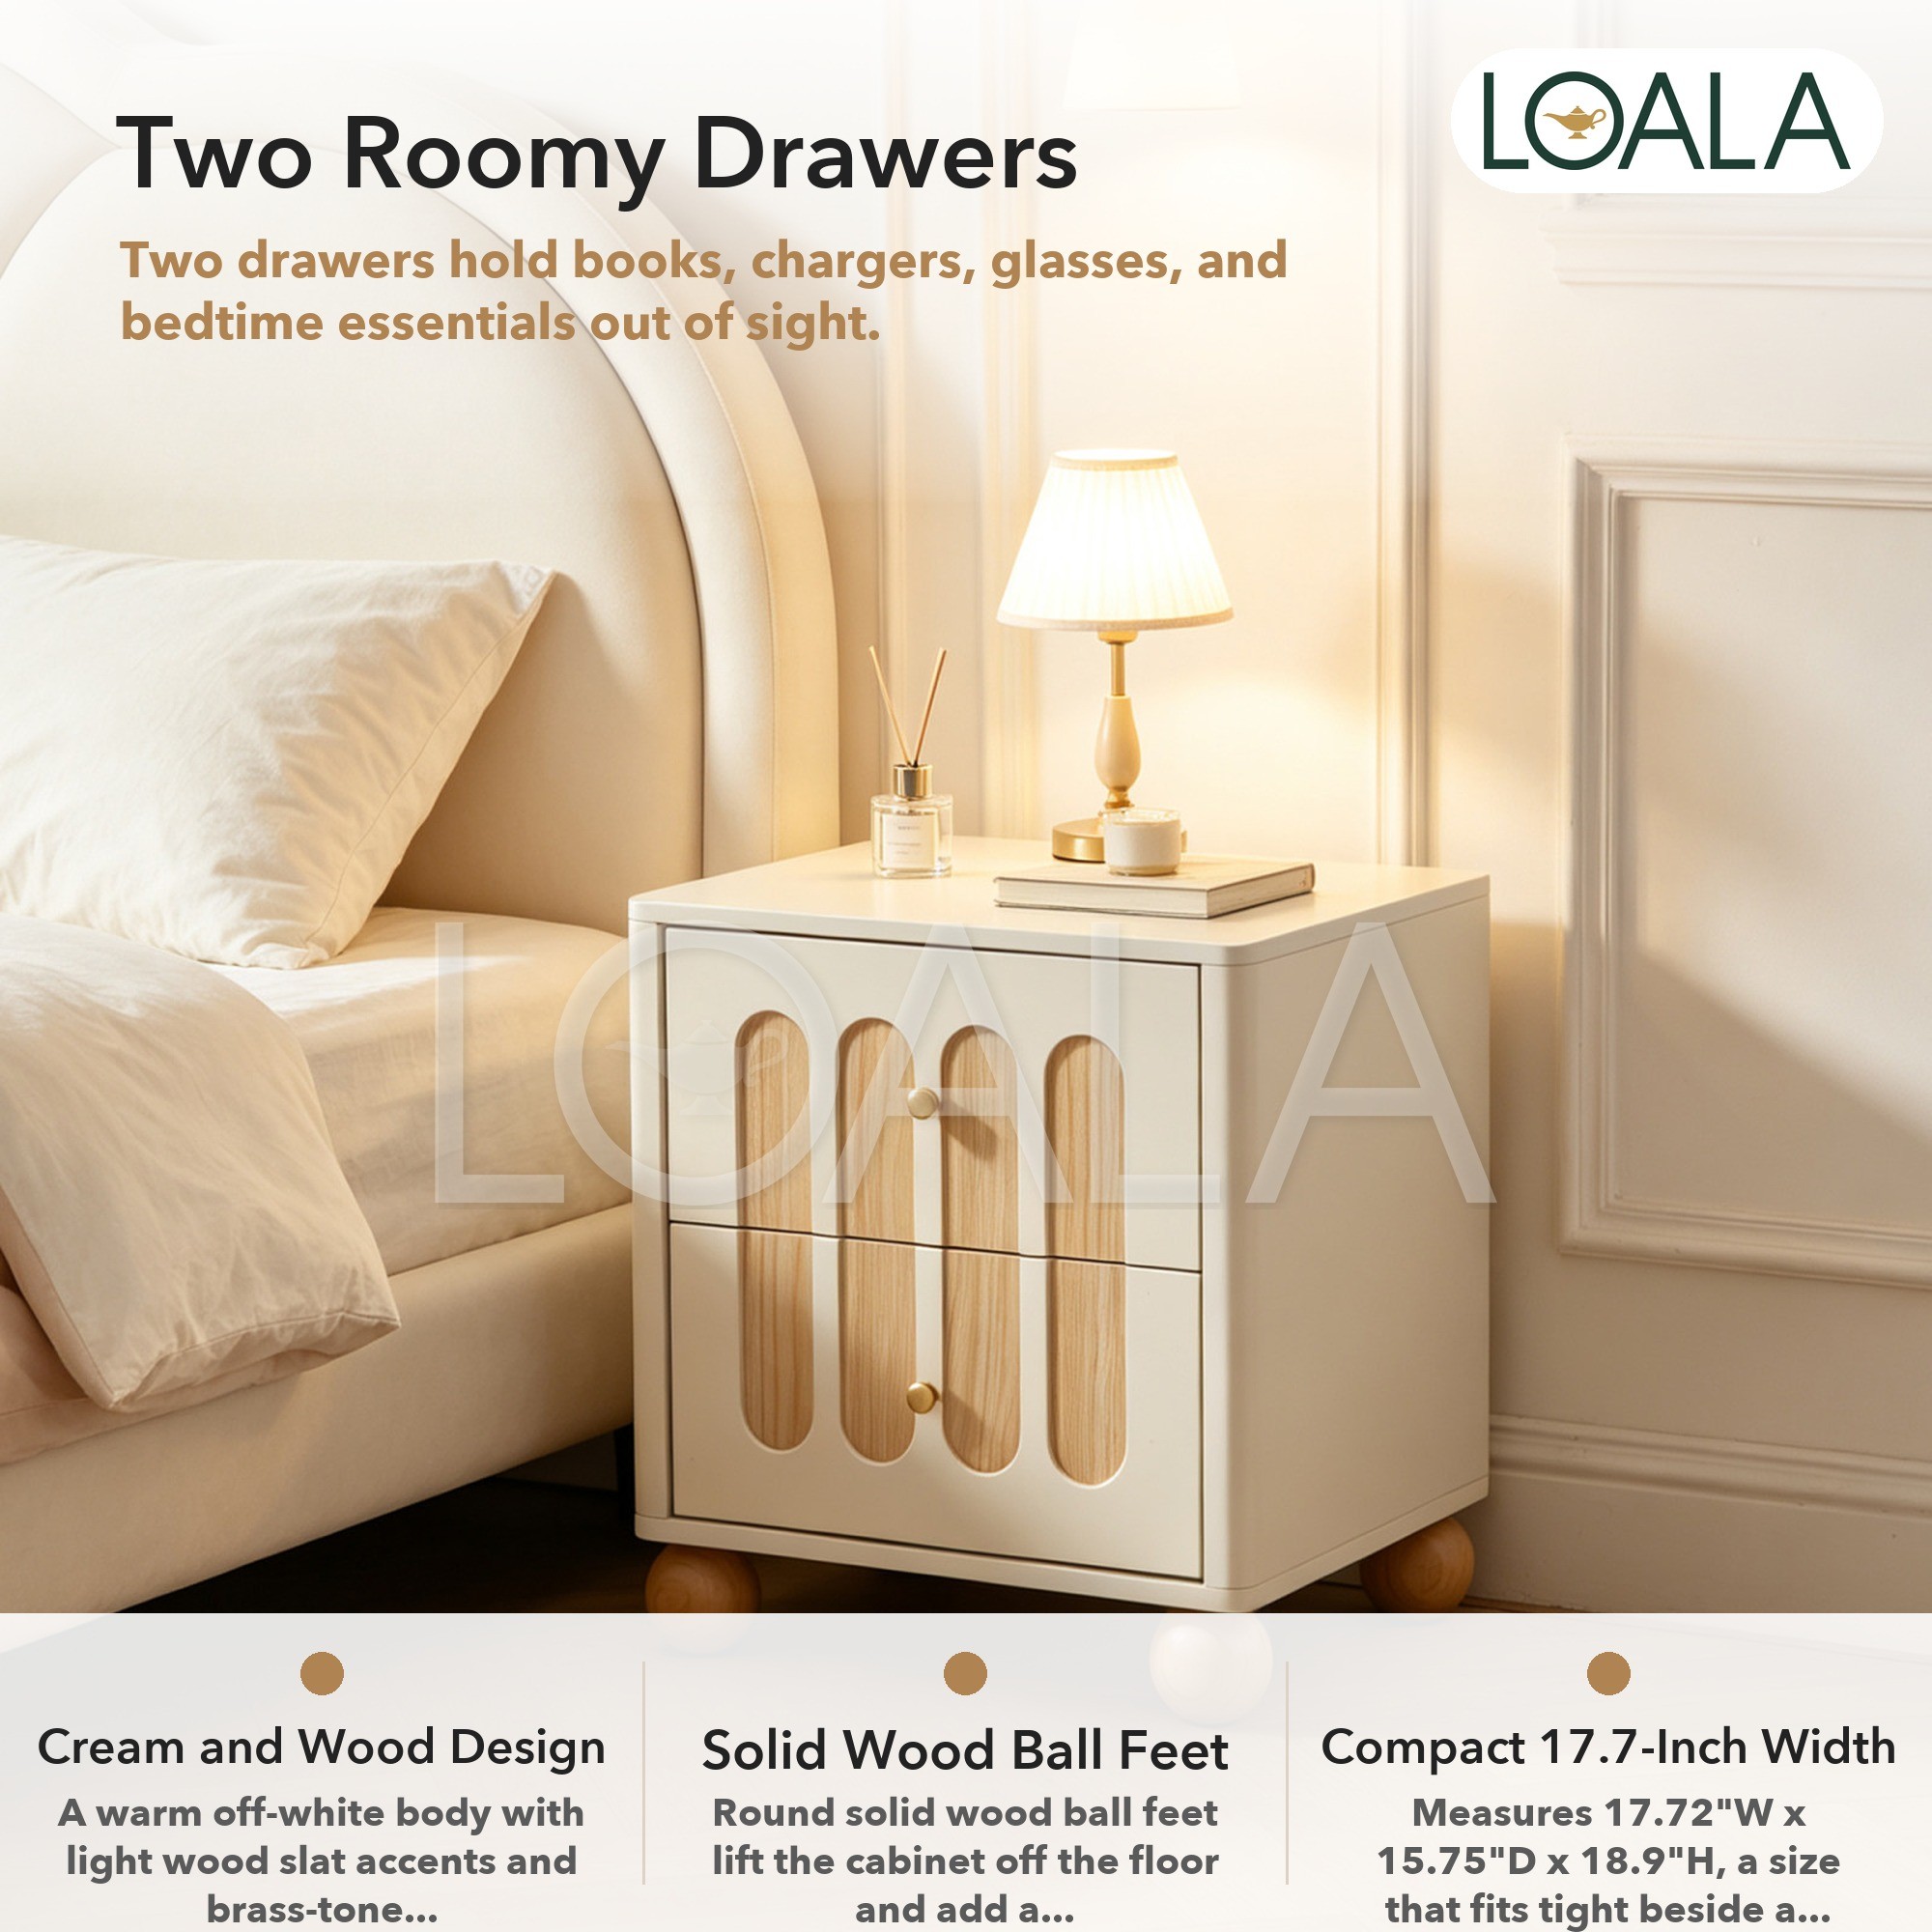 LOALA
Two Roomy Drawers
Two drawers hold books, chargers, glasses, and
bedtime essentials out of sight.
LOALA
Cream and Wood Design
A warm off-white body with
light wood slat accents and
brass-tone...
Solid Wood Ball Feet
Round solid wood ball feet
lift the cabinet off the floor
and add a...
Compact 17.7-Inch Width
Measures 17.72"W x
15.75"D x 18.9"H, a size
that fits tight beside a...